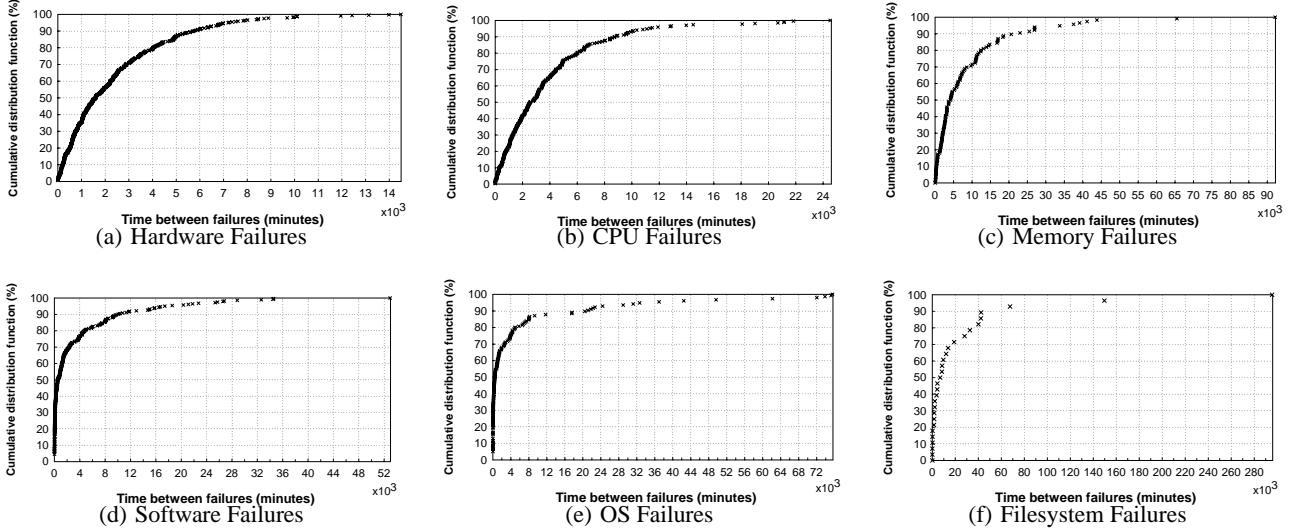 Cumulative distribution function (%)
100
90
80
70
60
50
40
30
20
10
0
0 1 2 3 4 5 6 7 8 9 10 11 12 13 14
x10^3
Time between failures (minutes)
(a) Hardware Failures
Cumulative distribution function (%)
100
90
80
70
60
50
40
30
20
10
0
0 2 4 6 8 10 12 14 16 18 20 22 24
x10^3
Time between failures (minutes)
(b) CPU Failures
Cumulative distribution function (%)
100
90
80
70
60
50
40
30
20
10
0
0 5 10 15 20 25 30 35 40 45 50 55 60 65 70 75 80 85 90
x10^3
Time between failures (minutes)
(c) Memory Failures
Cumulative distribution function (%)
100
90
80
70
60
50
40
30
20
10
0
0 4 8 12 16 20 24 28 32 36 40 44 48 52
x10^3
Time between failures (minutes)
(d) Software Failures
Cumulative distribution function (%)
100
90
80
70
60
50
40
30
20
10
0
0 4 8 12 16 20 24 28 32 36 40 44 48 52 56 60 64 68 72
x10^3
Time between failures (minutes)
(e) OS Failures
Cumulative distribution function (%)
100
90
80
70
60
50
40
30
20
10
0
0 20 40 60 80 100 120 140 160 180 200 220 240 260 280
x10^3
Time between failures (minutes)
(f) Filesystem Failures